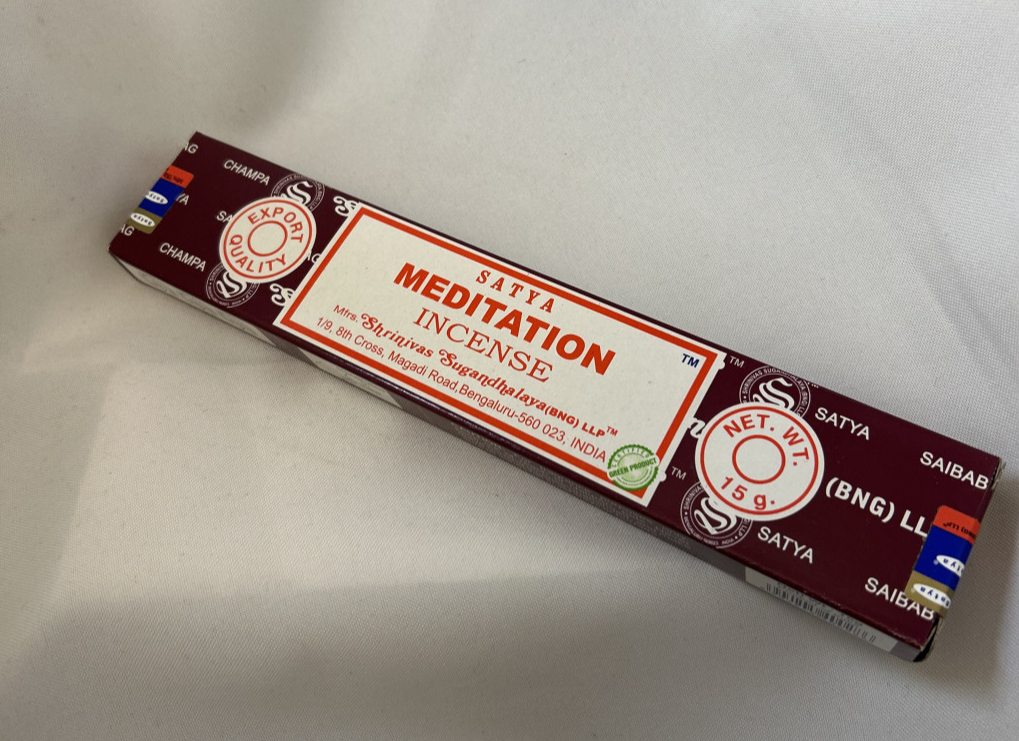 CHAMPA
CHAMPA
EXPORT
QUALITY
SATYA
MEDITATION
INCENSE
TM
Mfrs. Shrinivas Sugandhalaya (BNG) LLP™
1/9, 8th Cross, Magadi Road, Bengaluru-560 023, INDIA
CERTIFIED
GREEN PRODUCT
TM
TM
NET. WT.
15 g.
SATYA
SATYA
SAIBAB
(BNG) LL
SAIBAB